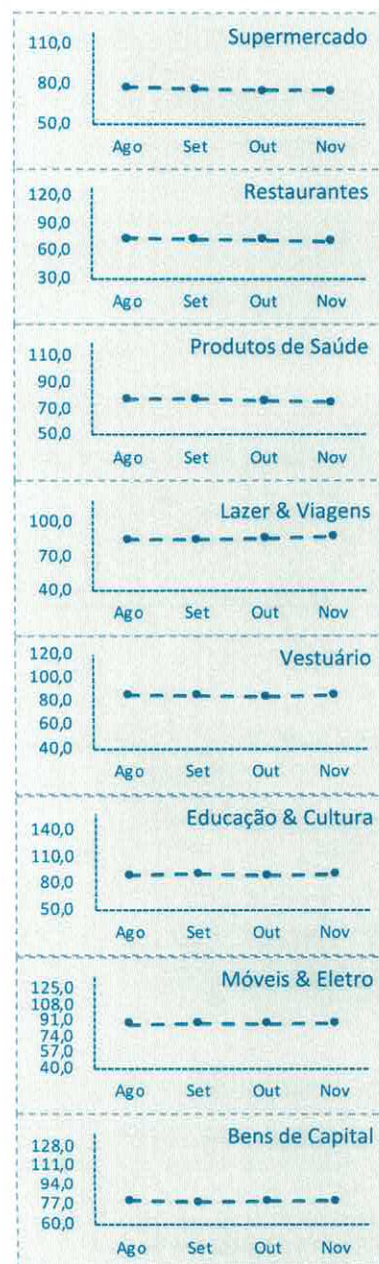 Supermercado
110,0
80,0
50,0
Ago Set Out Nov
Restaurantes
120,0
90,0
60,0
30,0
Ago Set Out Nov
Produtos de Saúde
110,0
90,0
70,0
50,0
Ago Set Out Nov
Lazer & Viagens
100,0
70,0
40,0
Ago Set Out Nov
Vestuário
120,0
100,0
80,0
60,0
40,0
Ago Set Out Nov
Educação & Cultura
140,0
110,0
80,0
50,0
Ago Set Out Nov
Móveis & Eletro
125,0
108,0
91,0
74,0
57,0
40,0
Ago Set Out Nov
Bens de Capital
128,0
111,0
94,0
77,0
60,0
Ago Set Out Nov